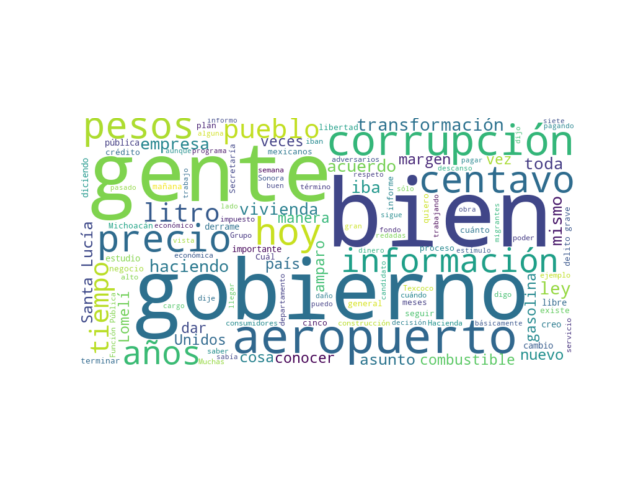 pesos
pueblo
informo
plan
alguna
libertad
iban
transformación
dijo
siete
pagando
pública
empresa
veces
mexicanos
corrupción
crédito
programa
aunque
Secretaría
semana
Grupo
adversarios
acuerdo
margen
pagar
vez
toda
diciendo
gente
bien
centavo
descanso
respeto
pasado
mañana
trabajo
Sonora
buen
término
iba
informe
sólo
quiero
trabajando
obra
migrantes
mismo
delito grave
litro
vivienda
manera
lado
impuesto
hoy
gran
sigue
fondo
redadas
cuánto
poder
Santa Lucía
Michoacán
económico
derrame
precio
vista
económica
importante
Cuál
dinero
proceso
estímulo
candidato
información
tiempo
estudio
negocio
alto
haciendo
país
amparo
gobierno
Texcoco
cuándo
meses
digo
gasolina
ejemplo
ley
libre
existe
Función Pública
Lomelí
cargo
dije
llegar
departamento
daño
puedo
general
seguir
decisión
Hacienda
básicamente
creo
cambio
servicio
dar
Unidos
consumidores
cinco
construcción
aeropuerto
años
saber
sabía
cosa
conocer
asunto
combustible
nuevo
terminar
Muchas